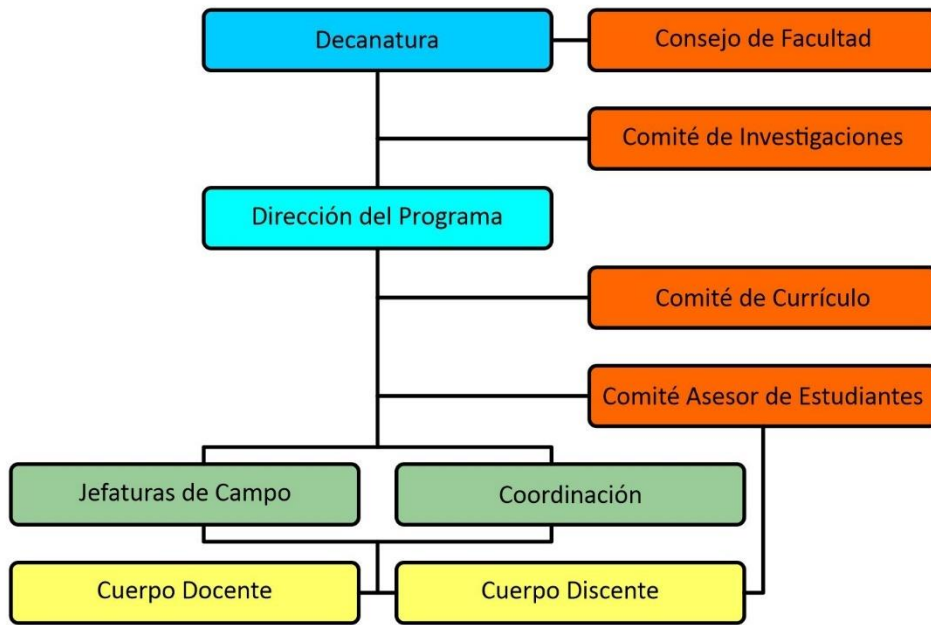 Decanatura
Consejo de Facultad
Comité de Investigaciones
Dirección del Programa
Comité de Currículo
Comité Asesor de Estudiantes
Jefaturas de Campo
Coordinación
Cuerpo Docente
Cuerpo Discente